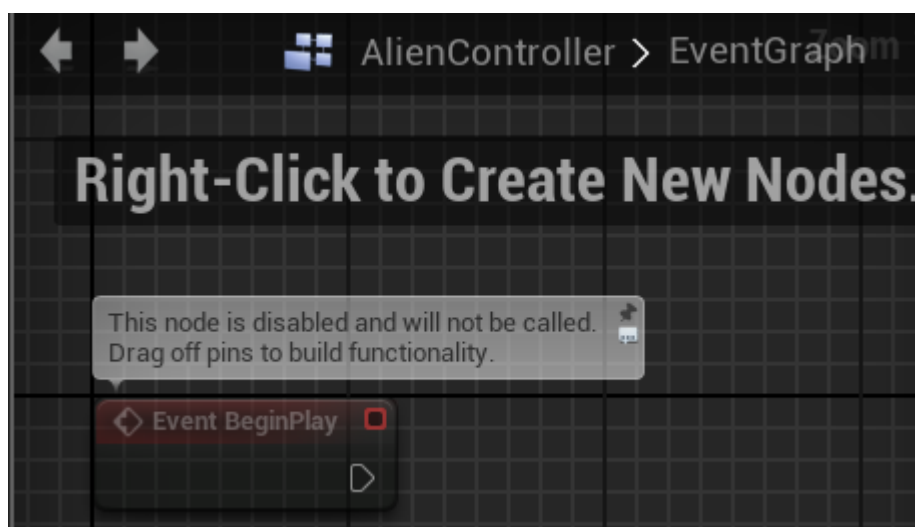 AlienController > EventGraph
Zoom
Right-Click to Create New Nodes.
This node is disabled and will not be called.
Drag off pins to build functionality.
Event BeginPlay